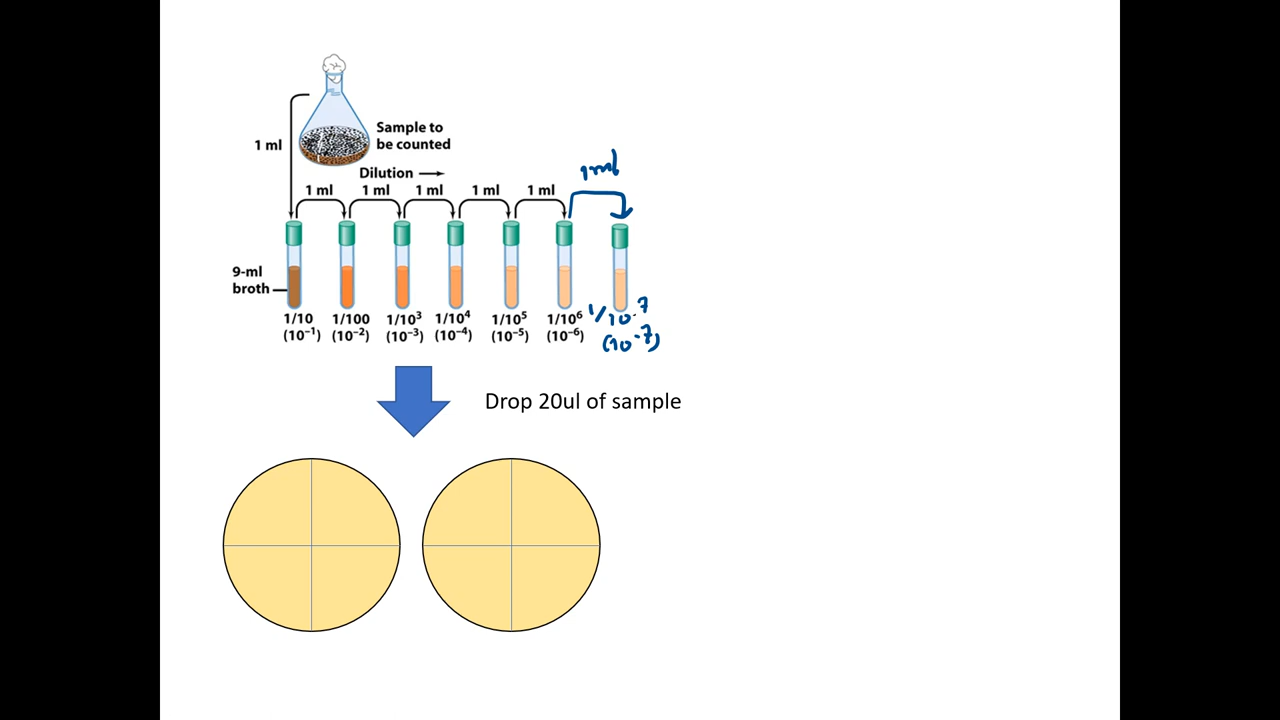 Sample to
be counted
1 ml
Dilution →
1 ml
1 ml
1 ml
1 ml
1 ml
1ml
9-ml
broth
1/10
(10⁻¹)
1/100
(10⁻²)
1/10³
(10⁻³)
1/10⁴
(10⁻⁴)
1/10⁵
(10⁻⁵)
1/10⁶
(10⁻⁶)
1/10⁻⁷
(10⁻⁷)
Drop 20ul of sample